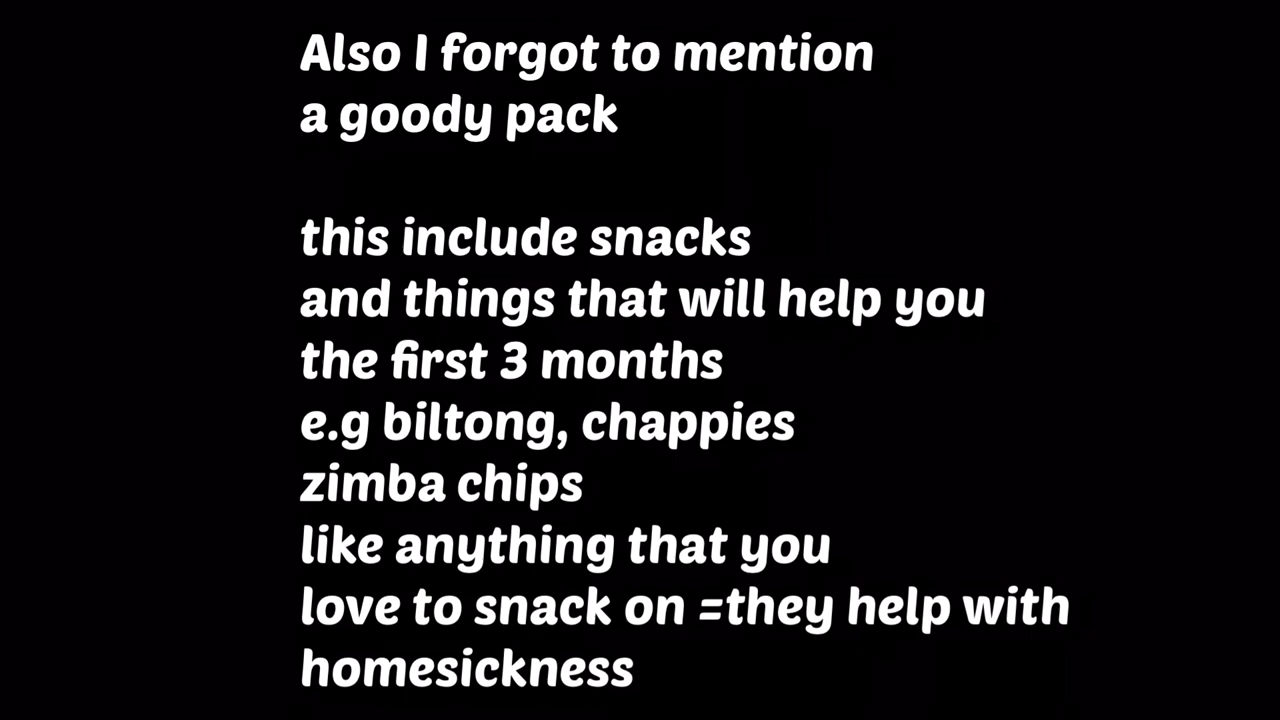 Also I forgot to mention
a goody pack
this include snacks
and things that will help you
the first 3 months
e.g biltong, chappies
zimba chips
like anything that you
love to snack on =they help with
homesickness